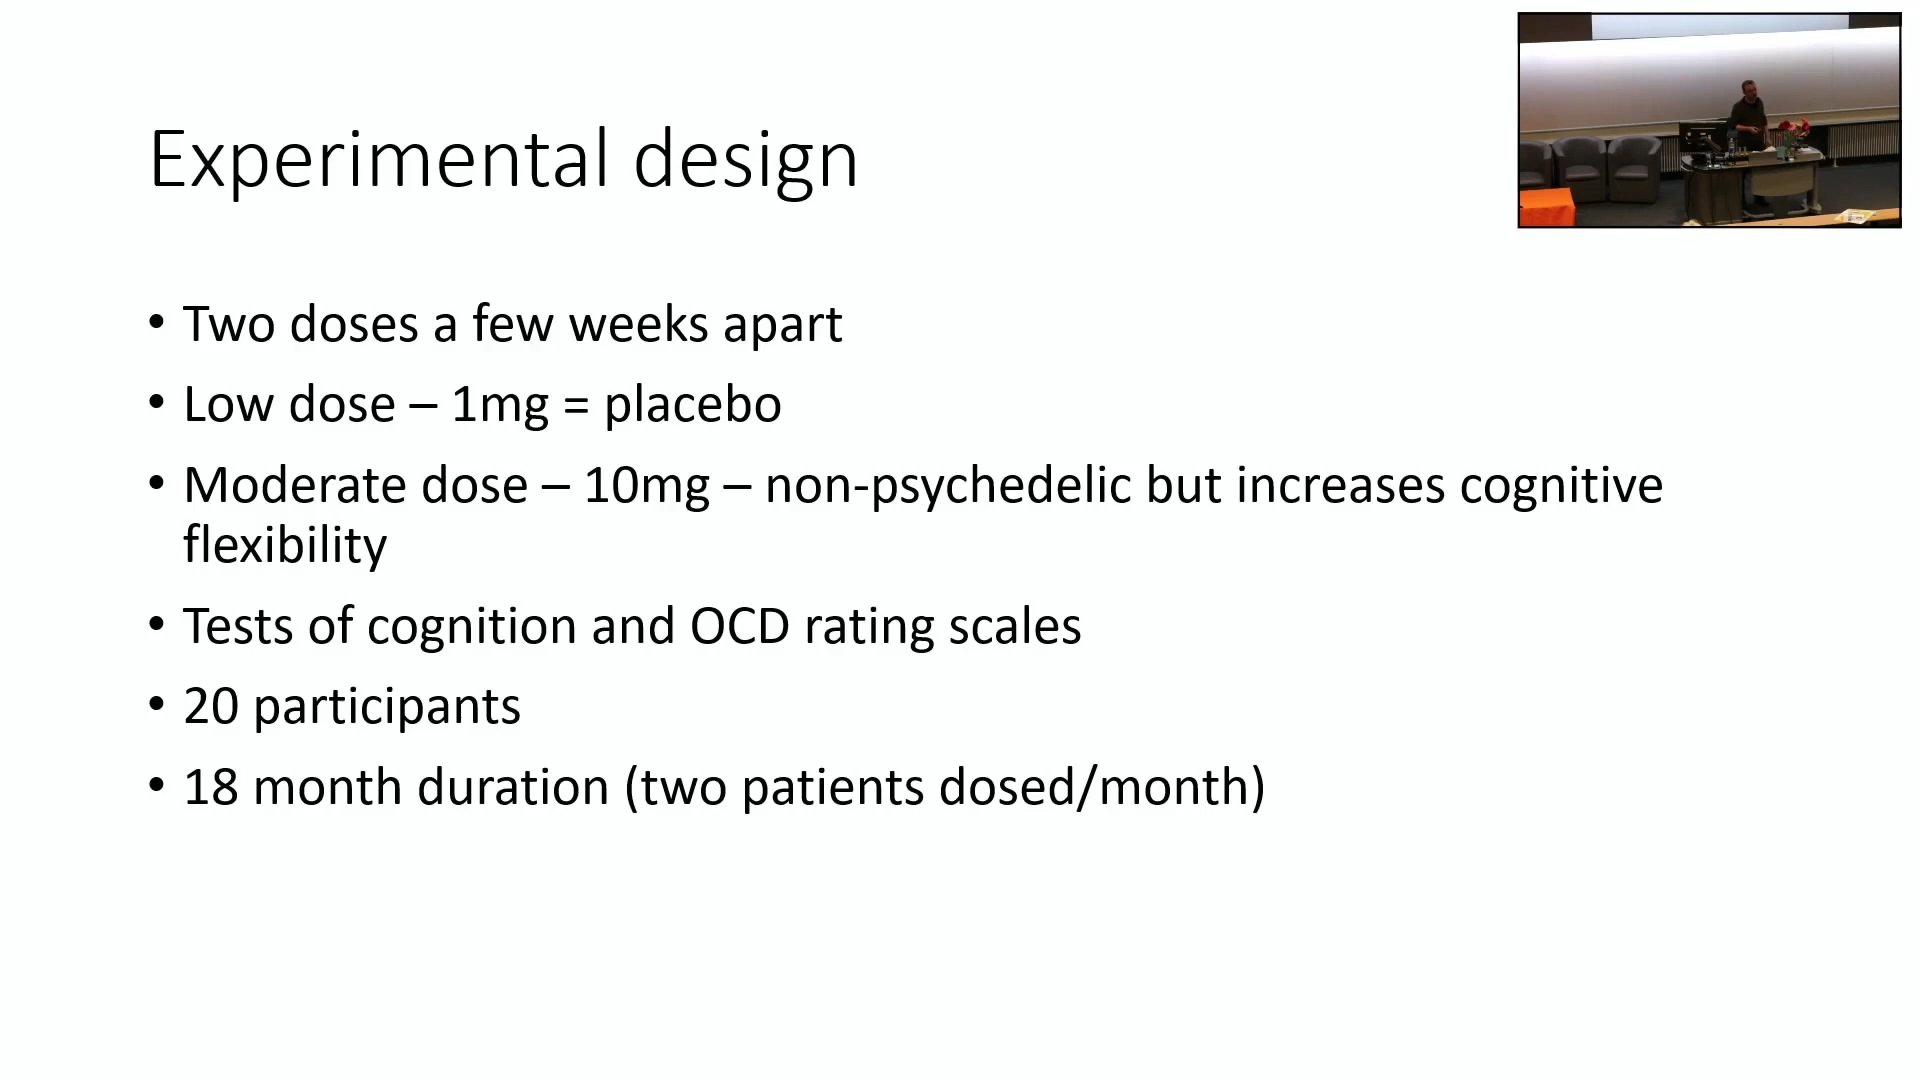 Experimental design
• Two doses a few weeks apart
• Low dose – 1mg = placebo
• Moderate dose – 10mg – non-psychedelic but increases cognitive
flexibility
• Tests of cognition and OCD rating scales
• 20 participants
• 18 month duration (two patients dosed/month)